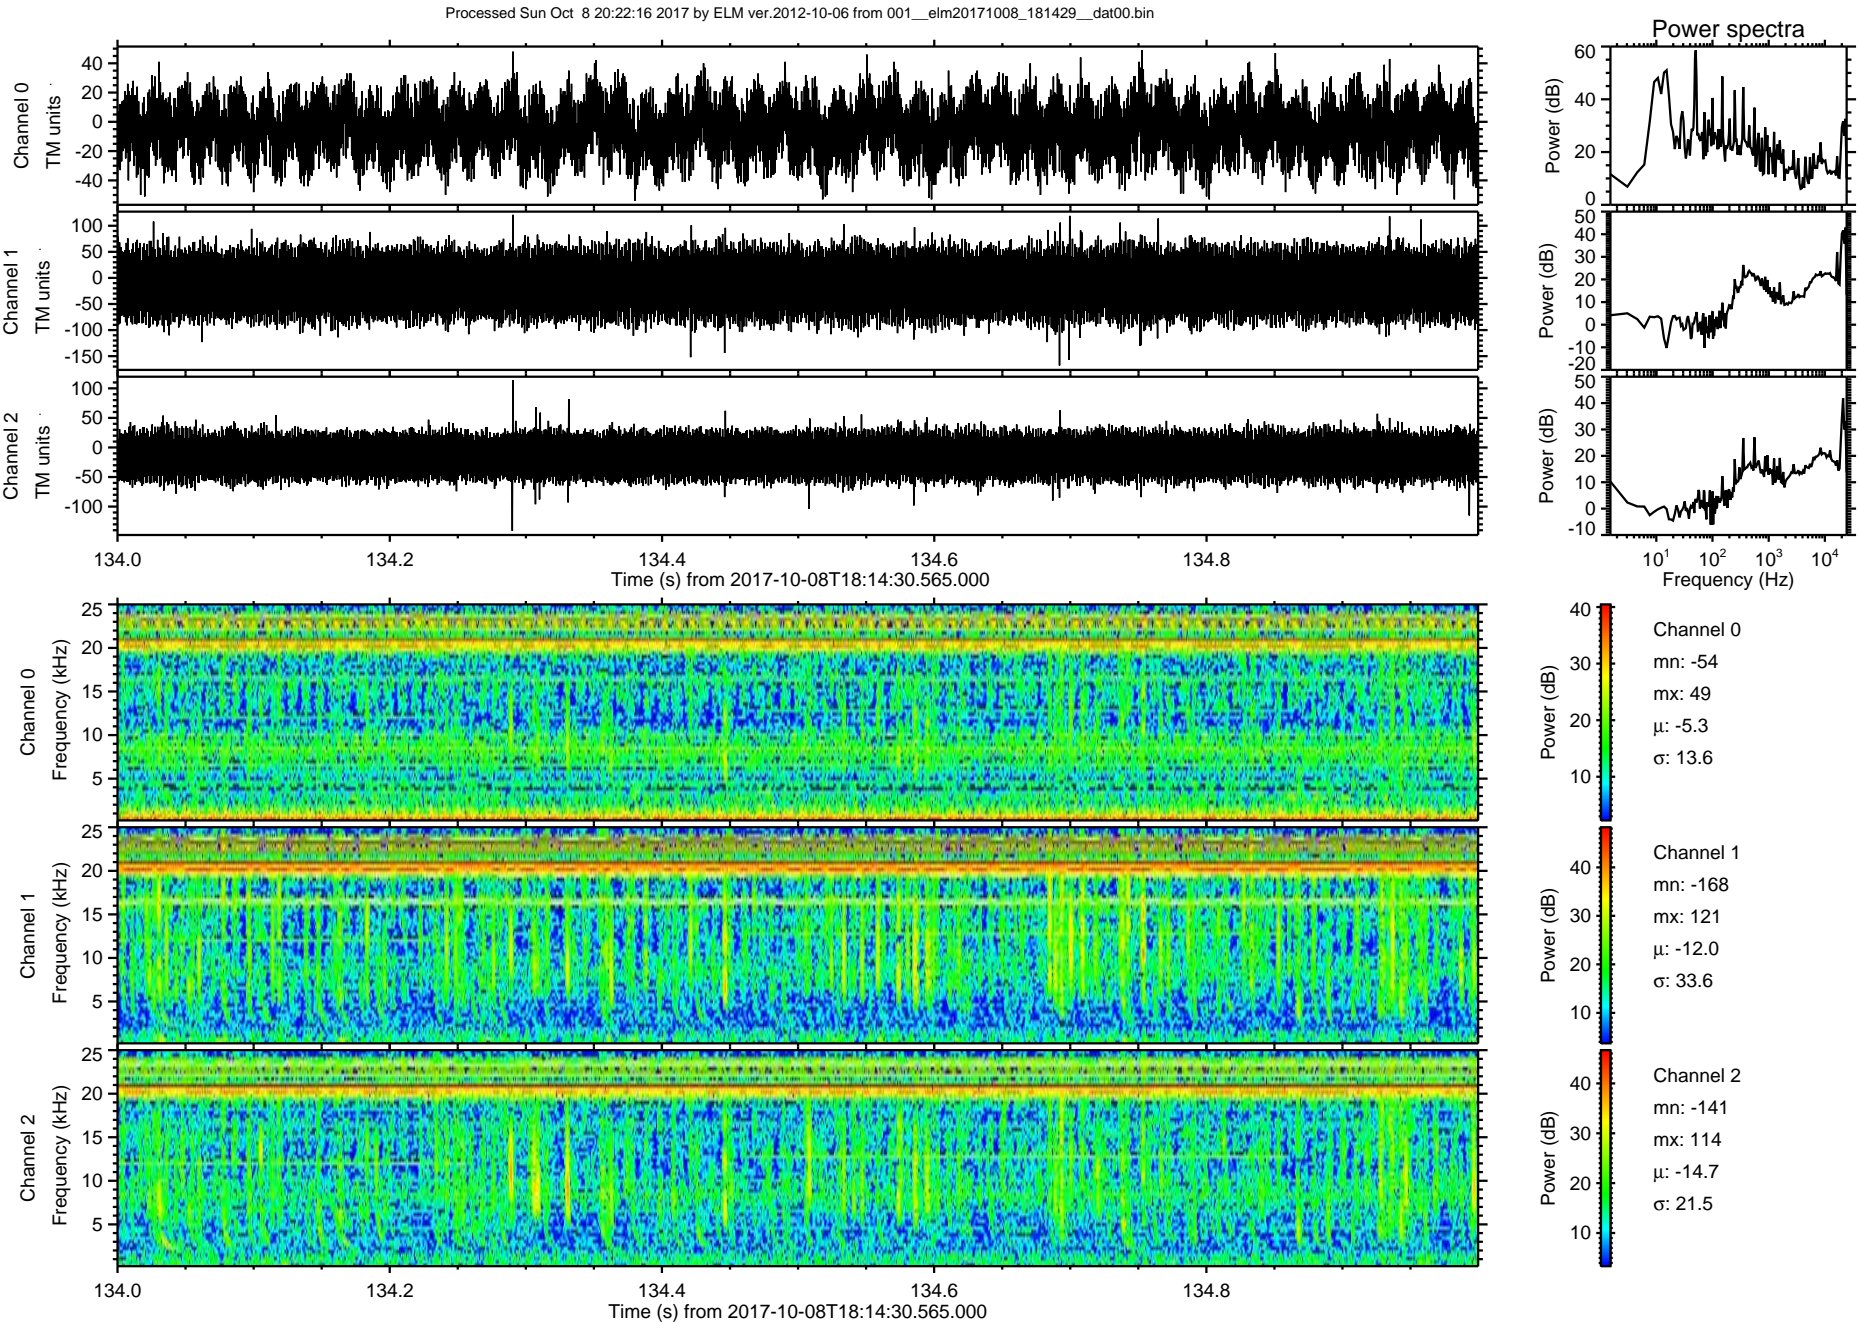 Processed Sun Oct  8 20:22:16 2017 by ELM ver.2012-10-06 from 001__elm20171008_181429__dat00.bin
Power spectra
Channel 0
TM units
40
20
0
-20
-40
Power (dB)
60
40
20
0
Channel 1
TM units
100
50
0
-50
-100
-150
Power (dB)
50
40
30
20
10
0
-10
-20
Channel 2
TM units
100
50
0
-50
-100
Power (dB)
50
40
30
20
10
0
-10
134.0 134.2 134.4 134.6 134.8
Time (s) from 2017-10-08T18:14:30.565.000
10¹ 10² 10³ 10⁴
Frequency (Hz)
Channel 0
Frequency (kHz)
25
20
15
10
5
Power (dB)
40
30
20
10
Channel 0
mn: -54
mx: 49
μ: -5.3
σ: 13.6
Channel 1
Frequency (kHz)
25
20
15
10
5
Power (dB)
40
30
20
10
Channel 1
mn: -168
mx: 121
μ: -12.0
σ: 33.6
Channel 2
Frequency (kHz)
25
20
15
10
5
Power (dB)
40
30
20
10
Channel 2
mn: -141
mx: 114
μ: -14.7
σ: 21.5
134.0 134.2 134.4 134.6 134.8
Time (s) from 2017-10-08T18:14:30.565.000